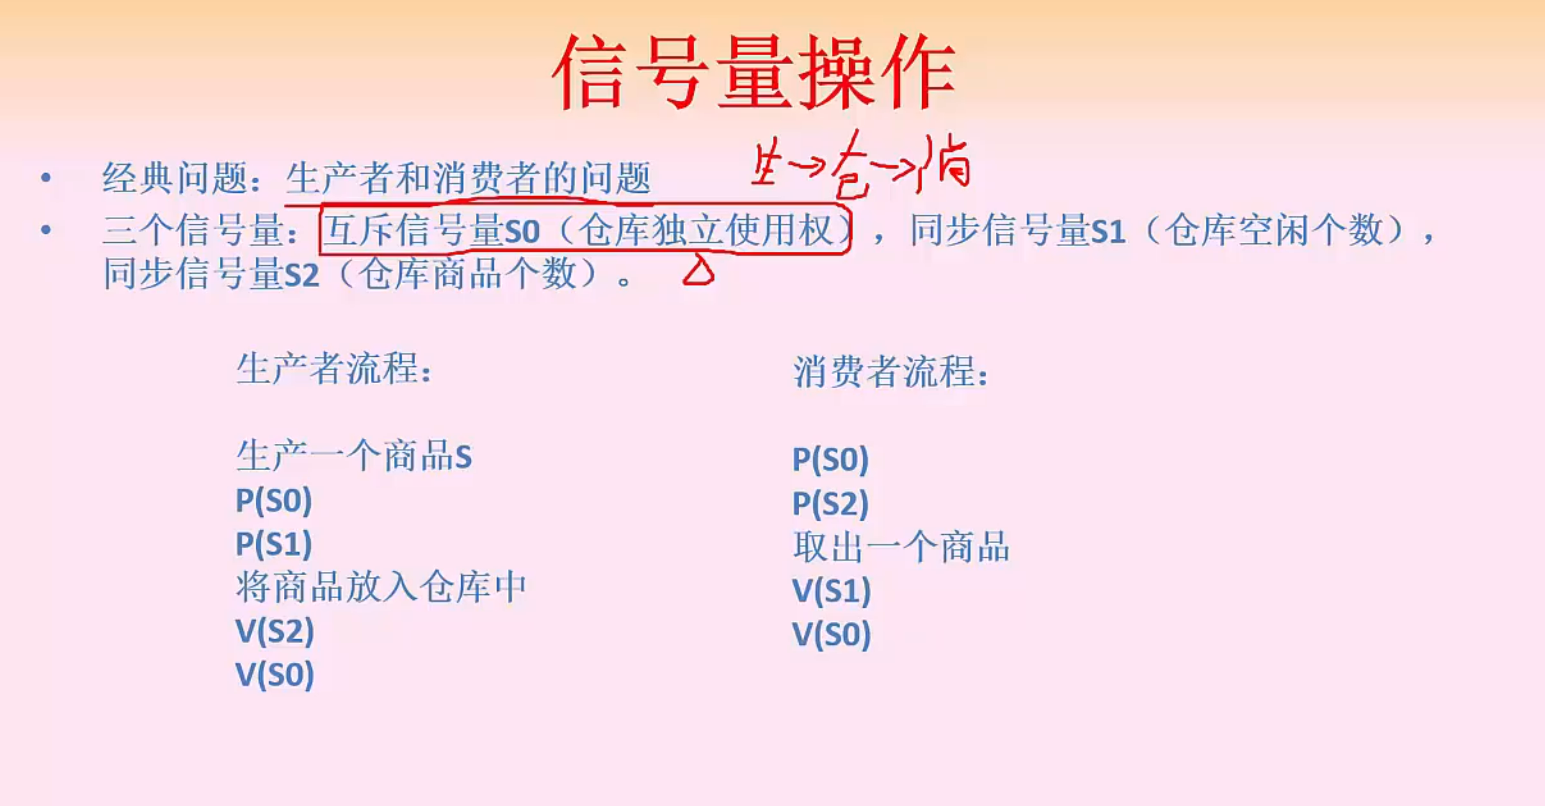 信号量操作
生→仓→消
• 经典问题：生产者和消费者的问题
• 三个信号量：互斥信号量S0（仓库独立使用权），同步信号量S1（仓库空闲个数），
同步信号量S2（仓库商品个数）。
生产者流程：
生产一个商品S
P(S0)
P(S1)
将商品放入仓库中
V(S2)
V(S0)
消费者流程：
P(S0)
P(S2)
取出一个商品
V(S1)
V(S0)